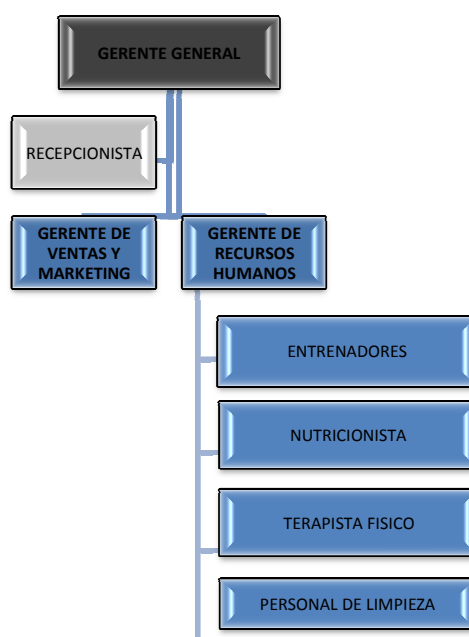 GERENTE GENERAL
RECEPCIONISTA
GERENTE DE
VENTAS Y
MARKETING
GERENTE DE
RECURSOS
HUMANOS
ENTRENADORES
NUTRICIONISTA
TERAPISTA FISICO
PERSONAL DE LIMPIEZA